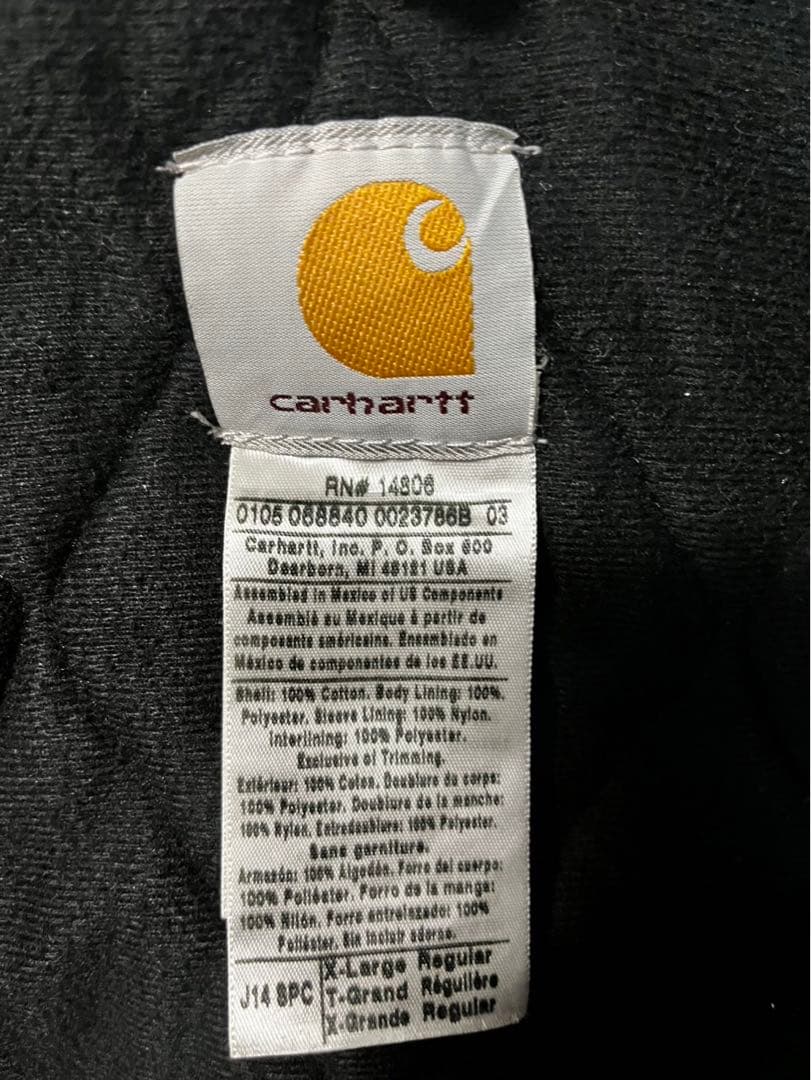 carhartt
RN# 14806
0105 068840 0023786B 03
Carhartt, Inc. P. O. Box 600
Dearborn, MI 48121 USA
Assembled in Mexico of US Components
Assemblé au Mexique à partir de
composants américains. Ensamblado en
México de componentes de los EE.UU.
Shell: 100% Cotton. Body Lining: 100%.
Polyester. Sleeve Lining: 100% Nylon.
Interlining: 100% Polyester.
Exclusive of Trimming.
Extérieur: 100% Coton. Doublure du corps:
100% Polyester. Doublure de la manche:
100% Nylon. Entredoublure: 100% Polyester.
Sans garniture.
Armazón: 100% Algodón. Forro del cuerpo:
100% Poliéster. Forro de la manga:
100% Nilón. Forro entrelazado: 100%
Poliéster. Sin incluir adorno.
J14 SPC
X-Large Regular
T-Grand Régulière
X-Grande Regular